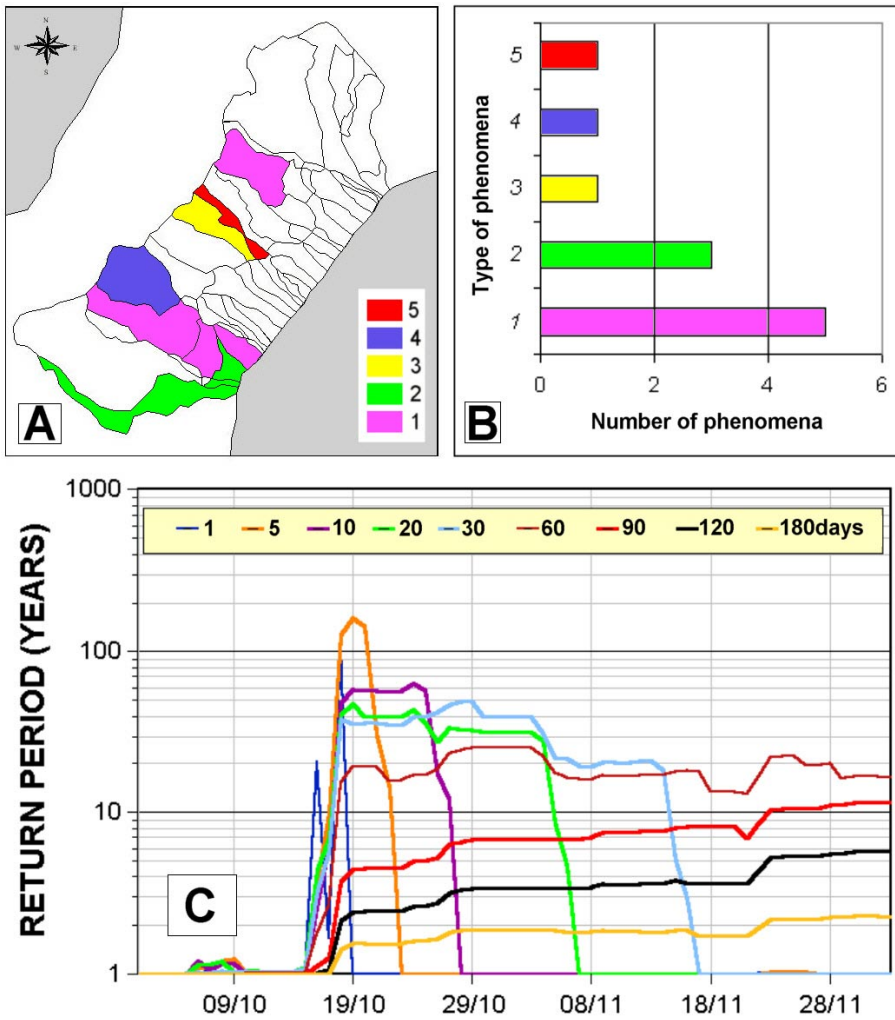 N
W E
S
5
4
3
2
1
A
Type of phenomena
5
4
3
2
1
0 2 4 6
Number of phenomena
B
RETURN PERIOD (YEARS)
1000
100
10
1
1 5 10 20 30 60 90 120 180days
C
09/10 19/10 29/10 08/11 18/11 28/11